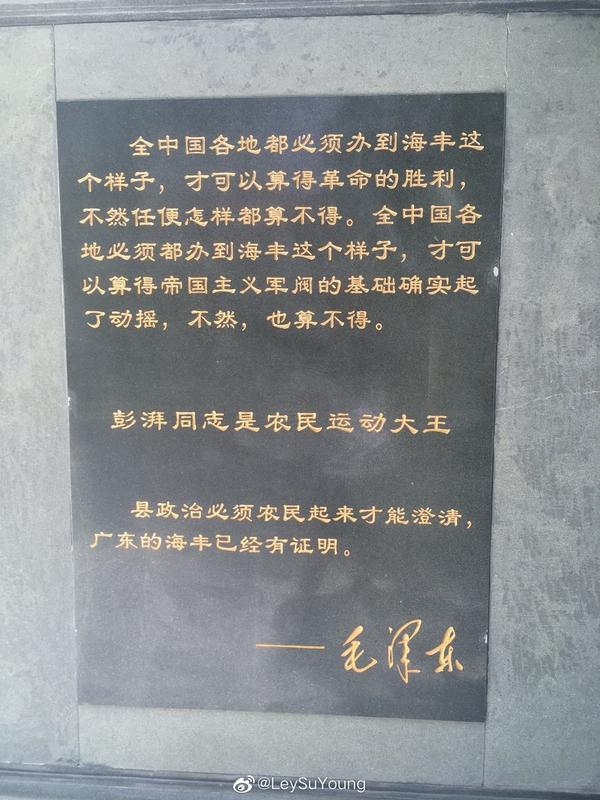 全中国各地都必须办到海丰这
个样子，才可以算得革命的胜利，
不然任便怎样都算不得。全中国各
地必须都办到海丰这个样子，才可
以算得帝国主义军阀的基础确实起
了动摇，不然，也算不得。
彭湃同志是农民运动大王
县政治必须农民起来才能澄清，
广东的海丰已经有证明。
——毛泽东
@LeySuYoung